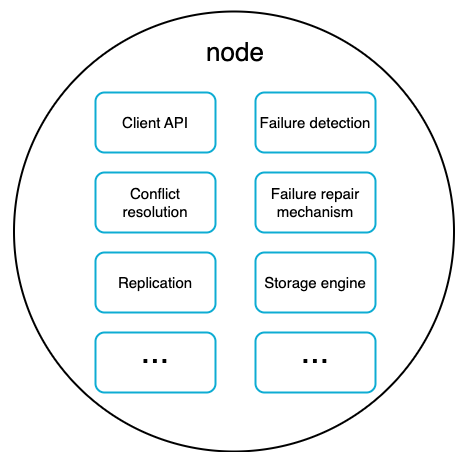 node
Client API
Failure detection
Conflict
resolution
Failure repair
mechanism
Replication
Storage engine
...
...